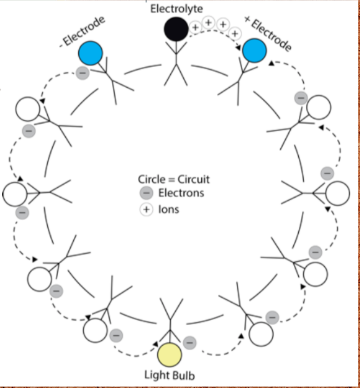 Electrolyte
- Electrode
+ + + +
+ Electrode
Circle = Circuit
- Electrons
+ Ions
Light Bulb